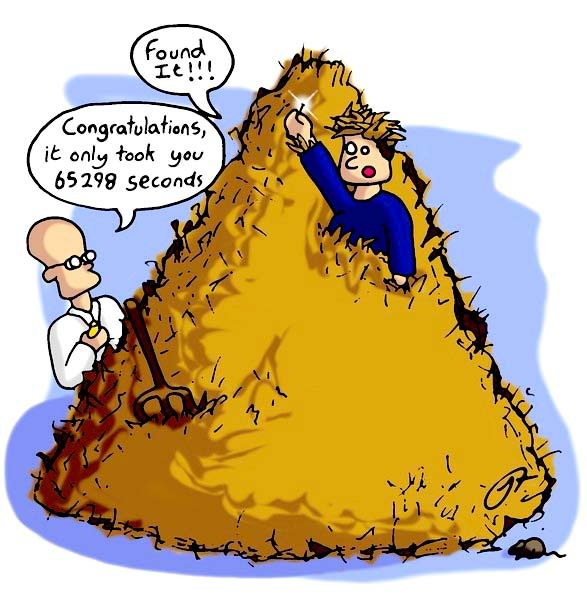 Found
It!!!
Congratulations,
it only took you
65298 seconds